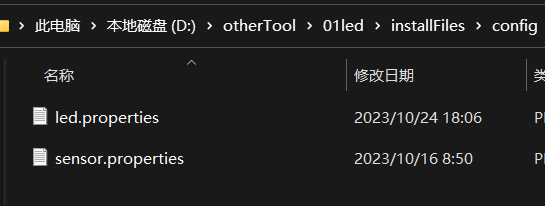 此电脑 > 本地磁盘 (D:) > otherTool > 01led > installFiles > config
名称 修改日期 类
led.properties 2023/10/24 18:06 P
sensor.properties 2023/10/16 8:50 P